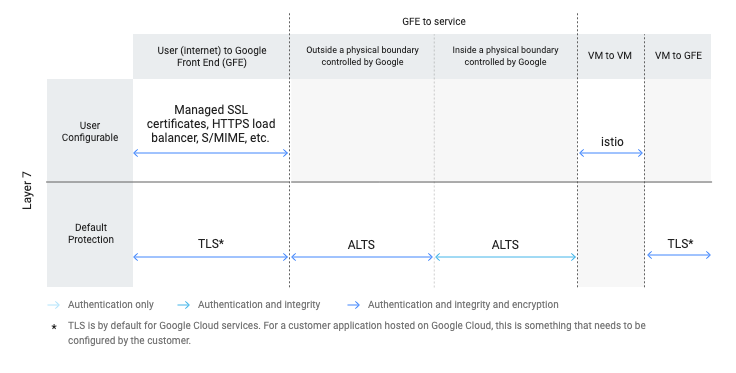 GFE to service
User (internet) to Google
Front End (GFE)
Outside a physical boundary
controlled by Google
Inside a physical boundary
controlled by Google
VM to VM
VM to GFE
Layer 7
User
Configurable
Managed SSL
certificates, HTTPS load
balancer, S/MIME, etc.
istio
Default
Protection
TLS*
ALTS
ALTS
TLS*
Authentication only
Authentication and integrity
Authentication and integrity and encryption
* TLS is by default for Google Cloud services. For a customer application hosted on Google Cloud, this is something that needs to be
configured by the customer.